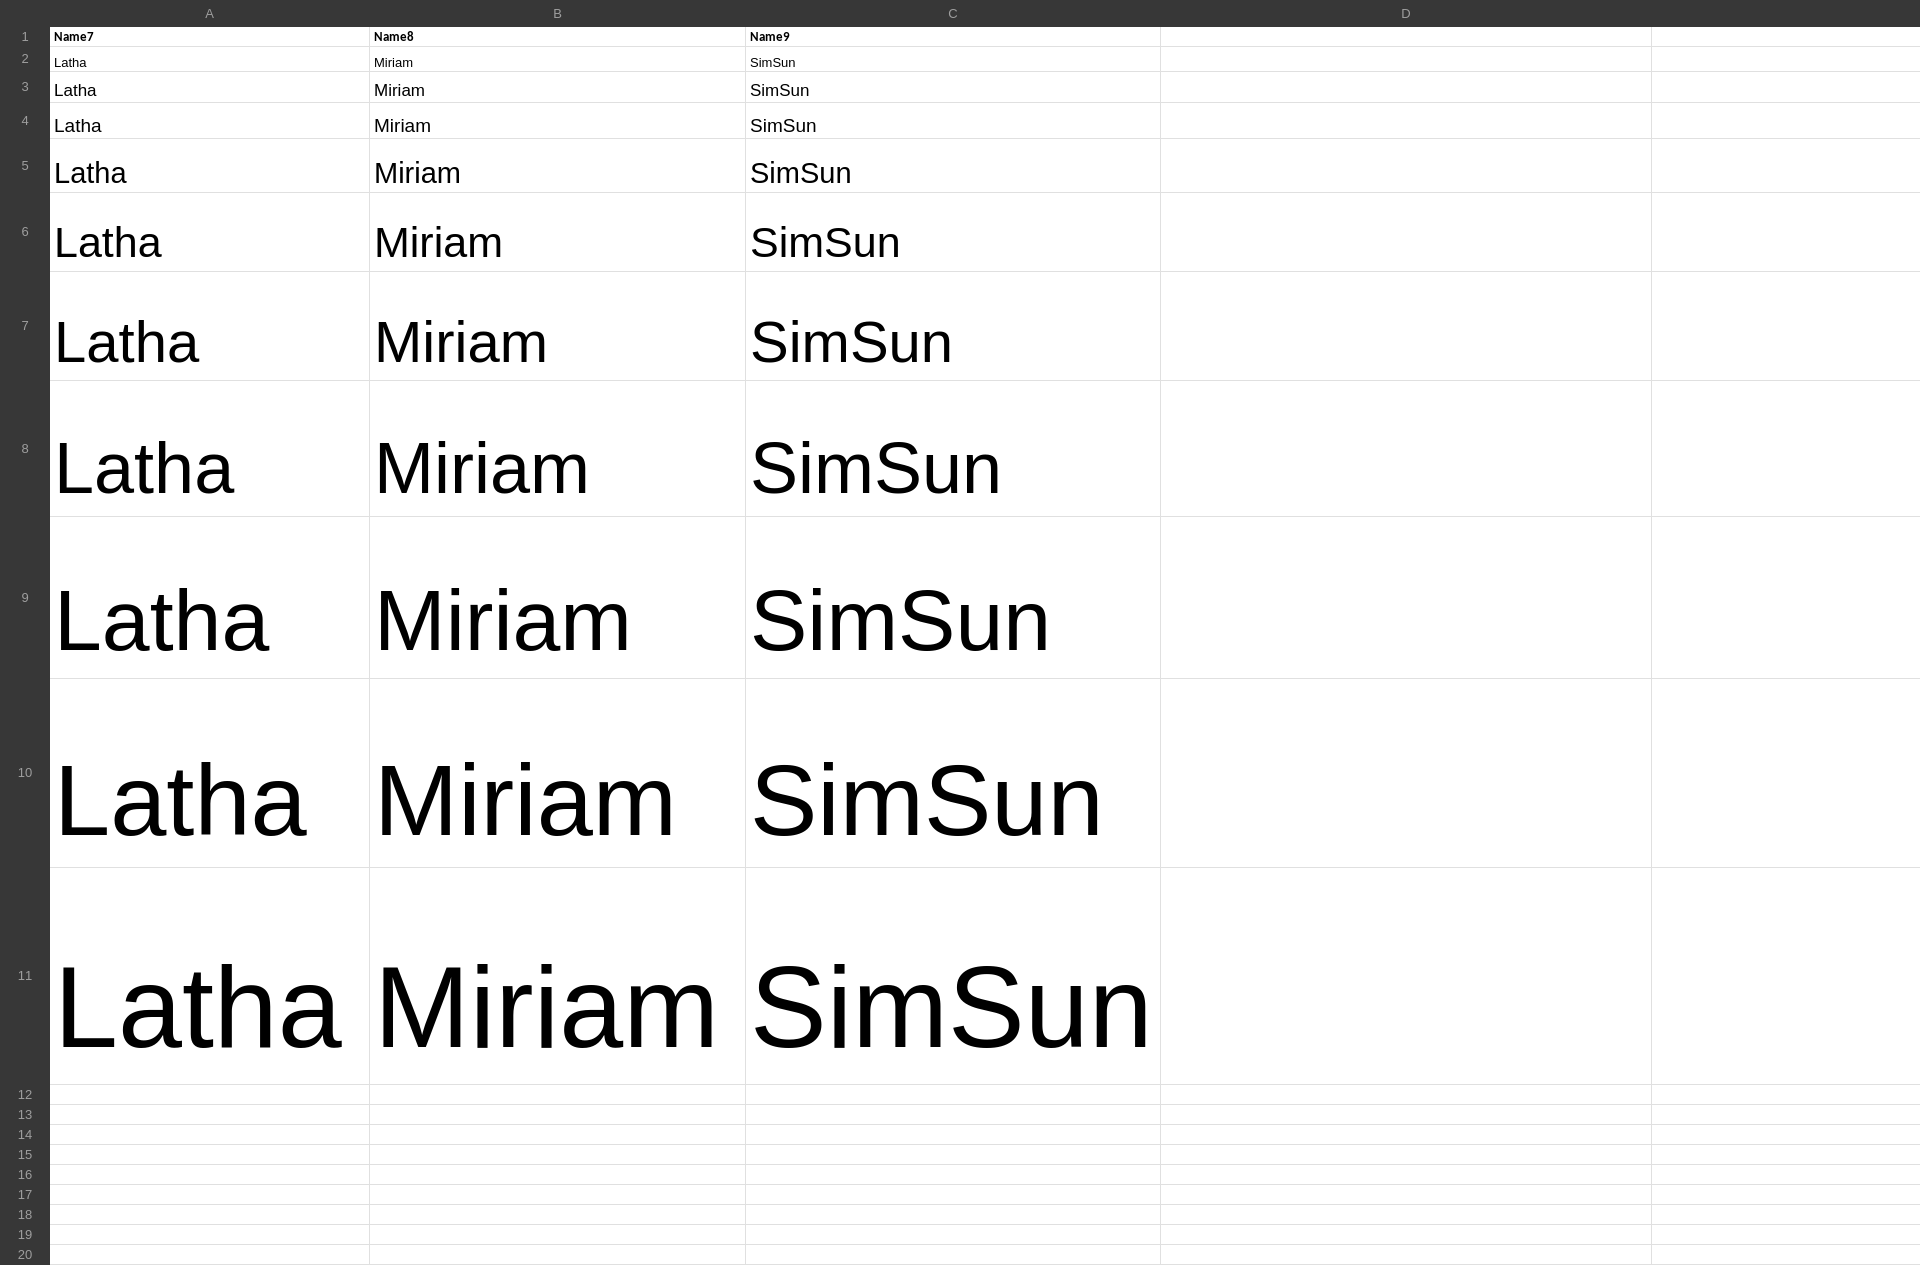 A B C D
1 Name7 Name8 Name9
2 Latha Miriam SimSun
3 Latha Miriam SimSun
4 Latha Miriam SimSun
5 Latha Miriam SimSun
6 Latha Miriam SimSun
7 Latha Miriam SimSun
8 Latha Miriam SimSun
9 Latha Miriam SimSun
10 Latha Miriam SimSun
11 Latha Miriam SimSun
12
13
14
15
16
17
18
19
20